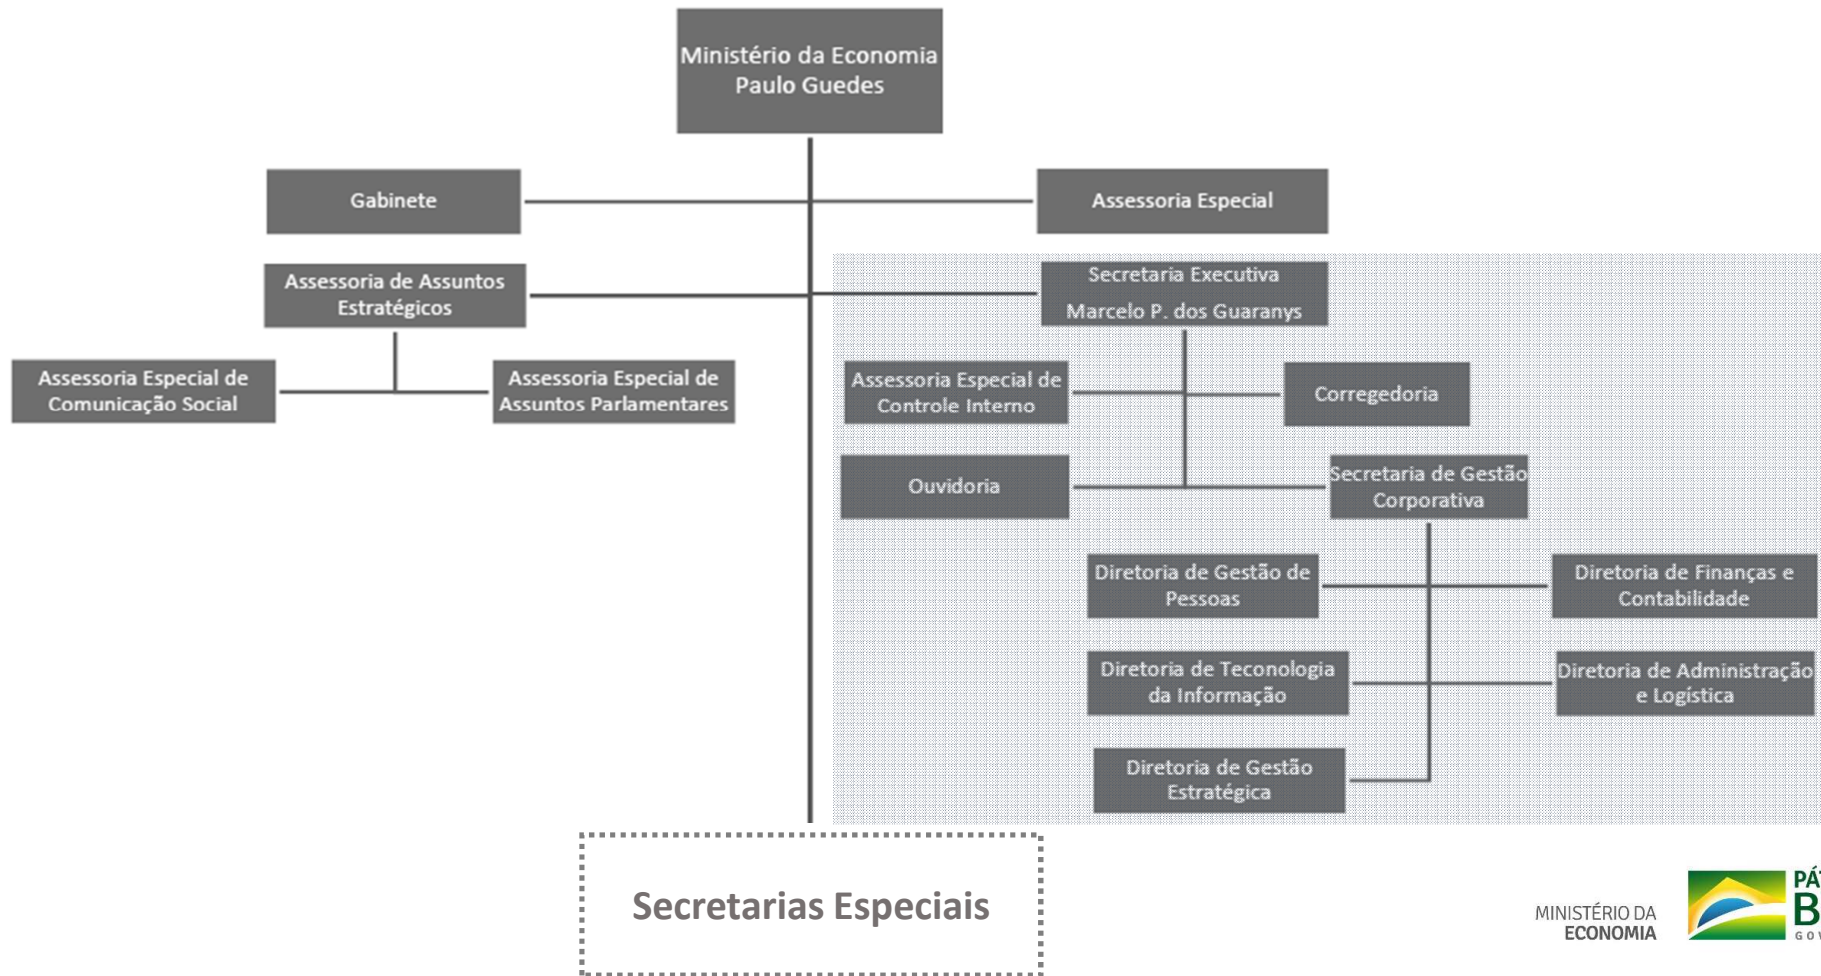 Ministério da Economia
Paulo Guedes
Gabinete
Assessoria Especial
Assessoria de Assuntos
Estratégicos
Secretaria Executiva
Marcelo P. dos Guaranys
Assessoria Especial de
Comunicação Social
Assessoria Especial de
Assuntos Parlamentares
Assessoria Especial de
Controle Interno
Corregedoria
Ouvidoria
Secretaria de Gestão
Corporativa
Diretoria de Gestão de
Pessoas
Diretoria de Finanças e
Contabilidade
Diretoria de Teconologia
da Informação
Diretoria de Administração
e Logística
Diretoria de Gestão
Estratégica
Secretarias Especiais
MINISTÉRIO DA
ECONOMIA